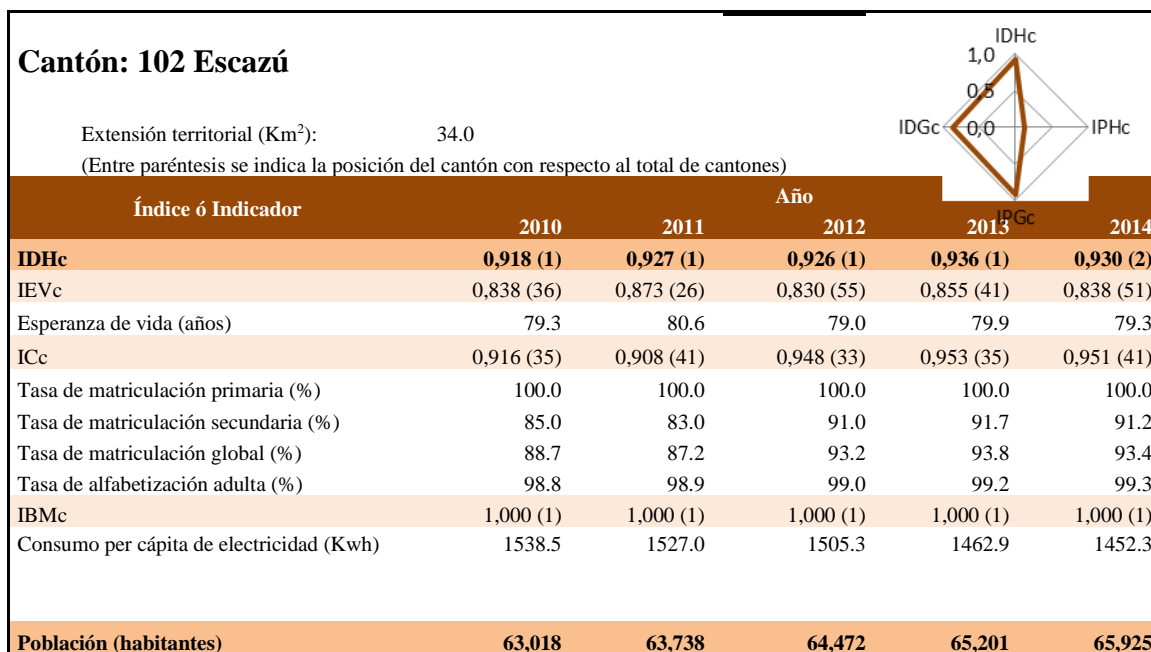 Cantón: 102 Escazú
IDHc
1,0
0,5
IDGc 0,0 IPHc
IPGc
Extensión territorial (Km²): 34.0
(Entre paréntesis se indica la posición del cantón con respecto al total de cantones)
Índice ó Indicador Año
2010 2011 2012 2013 2014
IDHc 0,918 (1) 0,927 (1) 0,926 (1) 0,936 (1) 0,930 (2)
IEVc 0,838 (36) 0,873 (26) 0,830 (55) 0,855 (41) 0,838 (51)
Esperanza de vida (años) 79.3 80.6 79.0 79.9 79.3
ICc 0,916 (35) 0,908 (41) 0,948 (33) 0,953 (35) 0,951 (41)
Tasa de matriculación primaria (%) 100.0 100.0 100.0 100.0 100.0
Tasa de matriculación secundaria (%) 85.0 83.0 91.0 91.7 91.2
Tasa de matriculación global (%) 88.7 87.2 93.2 93.8 93.4
Tasa de alfabetización adulta (%) 98.8 98.9 99.0 99.2 99.3
IBMc 1,000 (1) 1,000 (1) 1,000 (1) 1,000 (1) 1,000 (1)
Consumo per cápita de electricidad (Kwh) 1538.5 1527.0 1505.3 1462.9 1452.3
Población (habitantes) 63,018 63,738 64,472 65,201 65,925